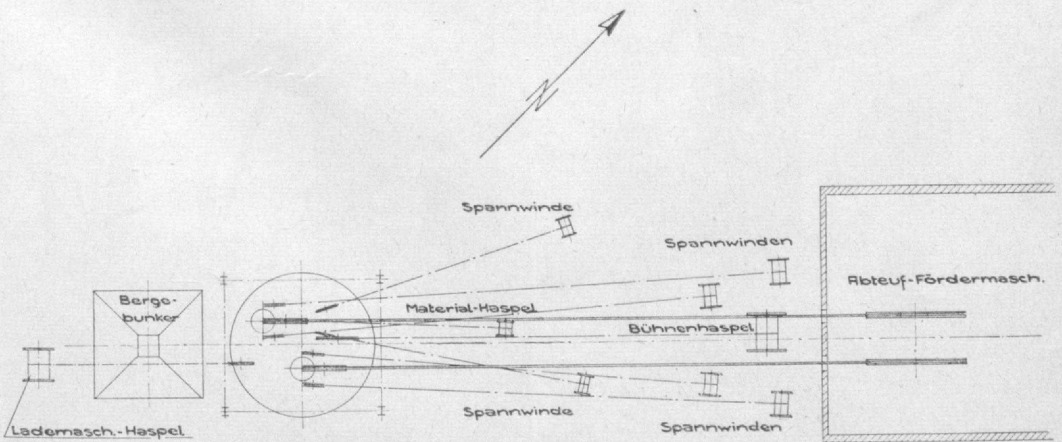 Spannwinde
Spannwinden
Abteuf-Fördermasch.
Berge-
bunker
Material-Haspel
Bühnenhaspel
Spannwinde
Spannwinden
Lademasch.-Haspel